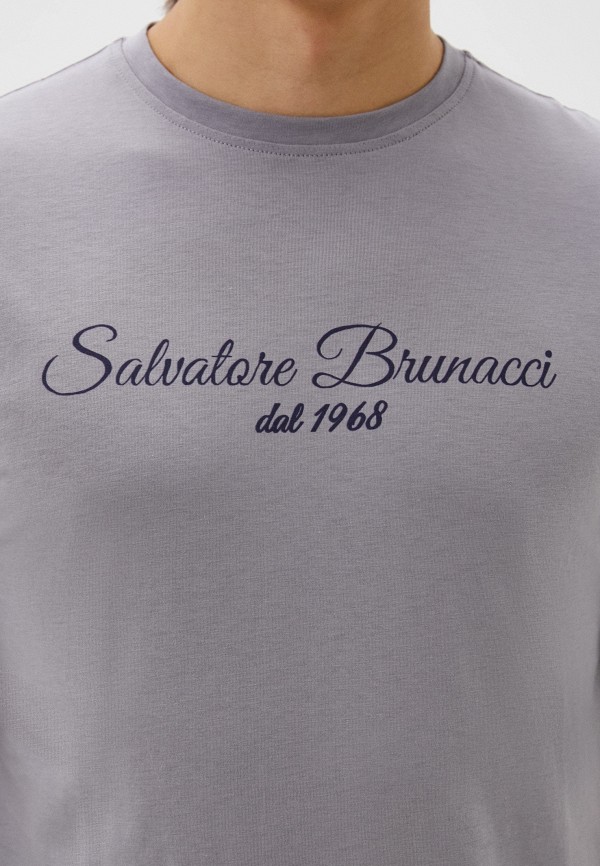 Salvatore Brunacci
dal 1968